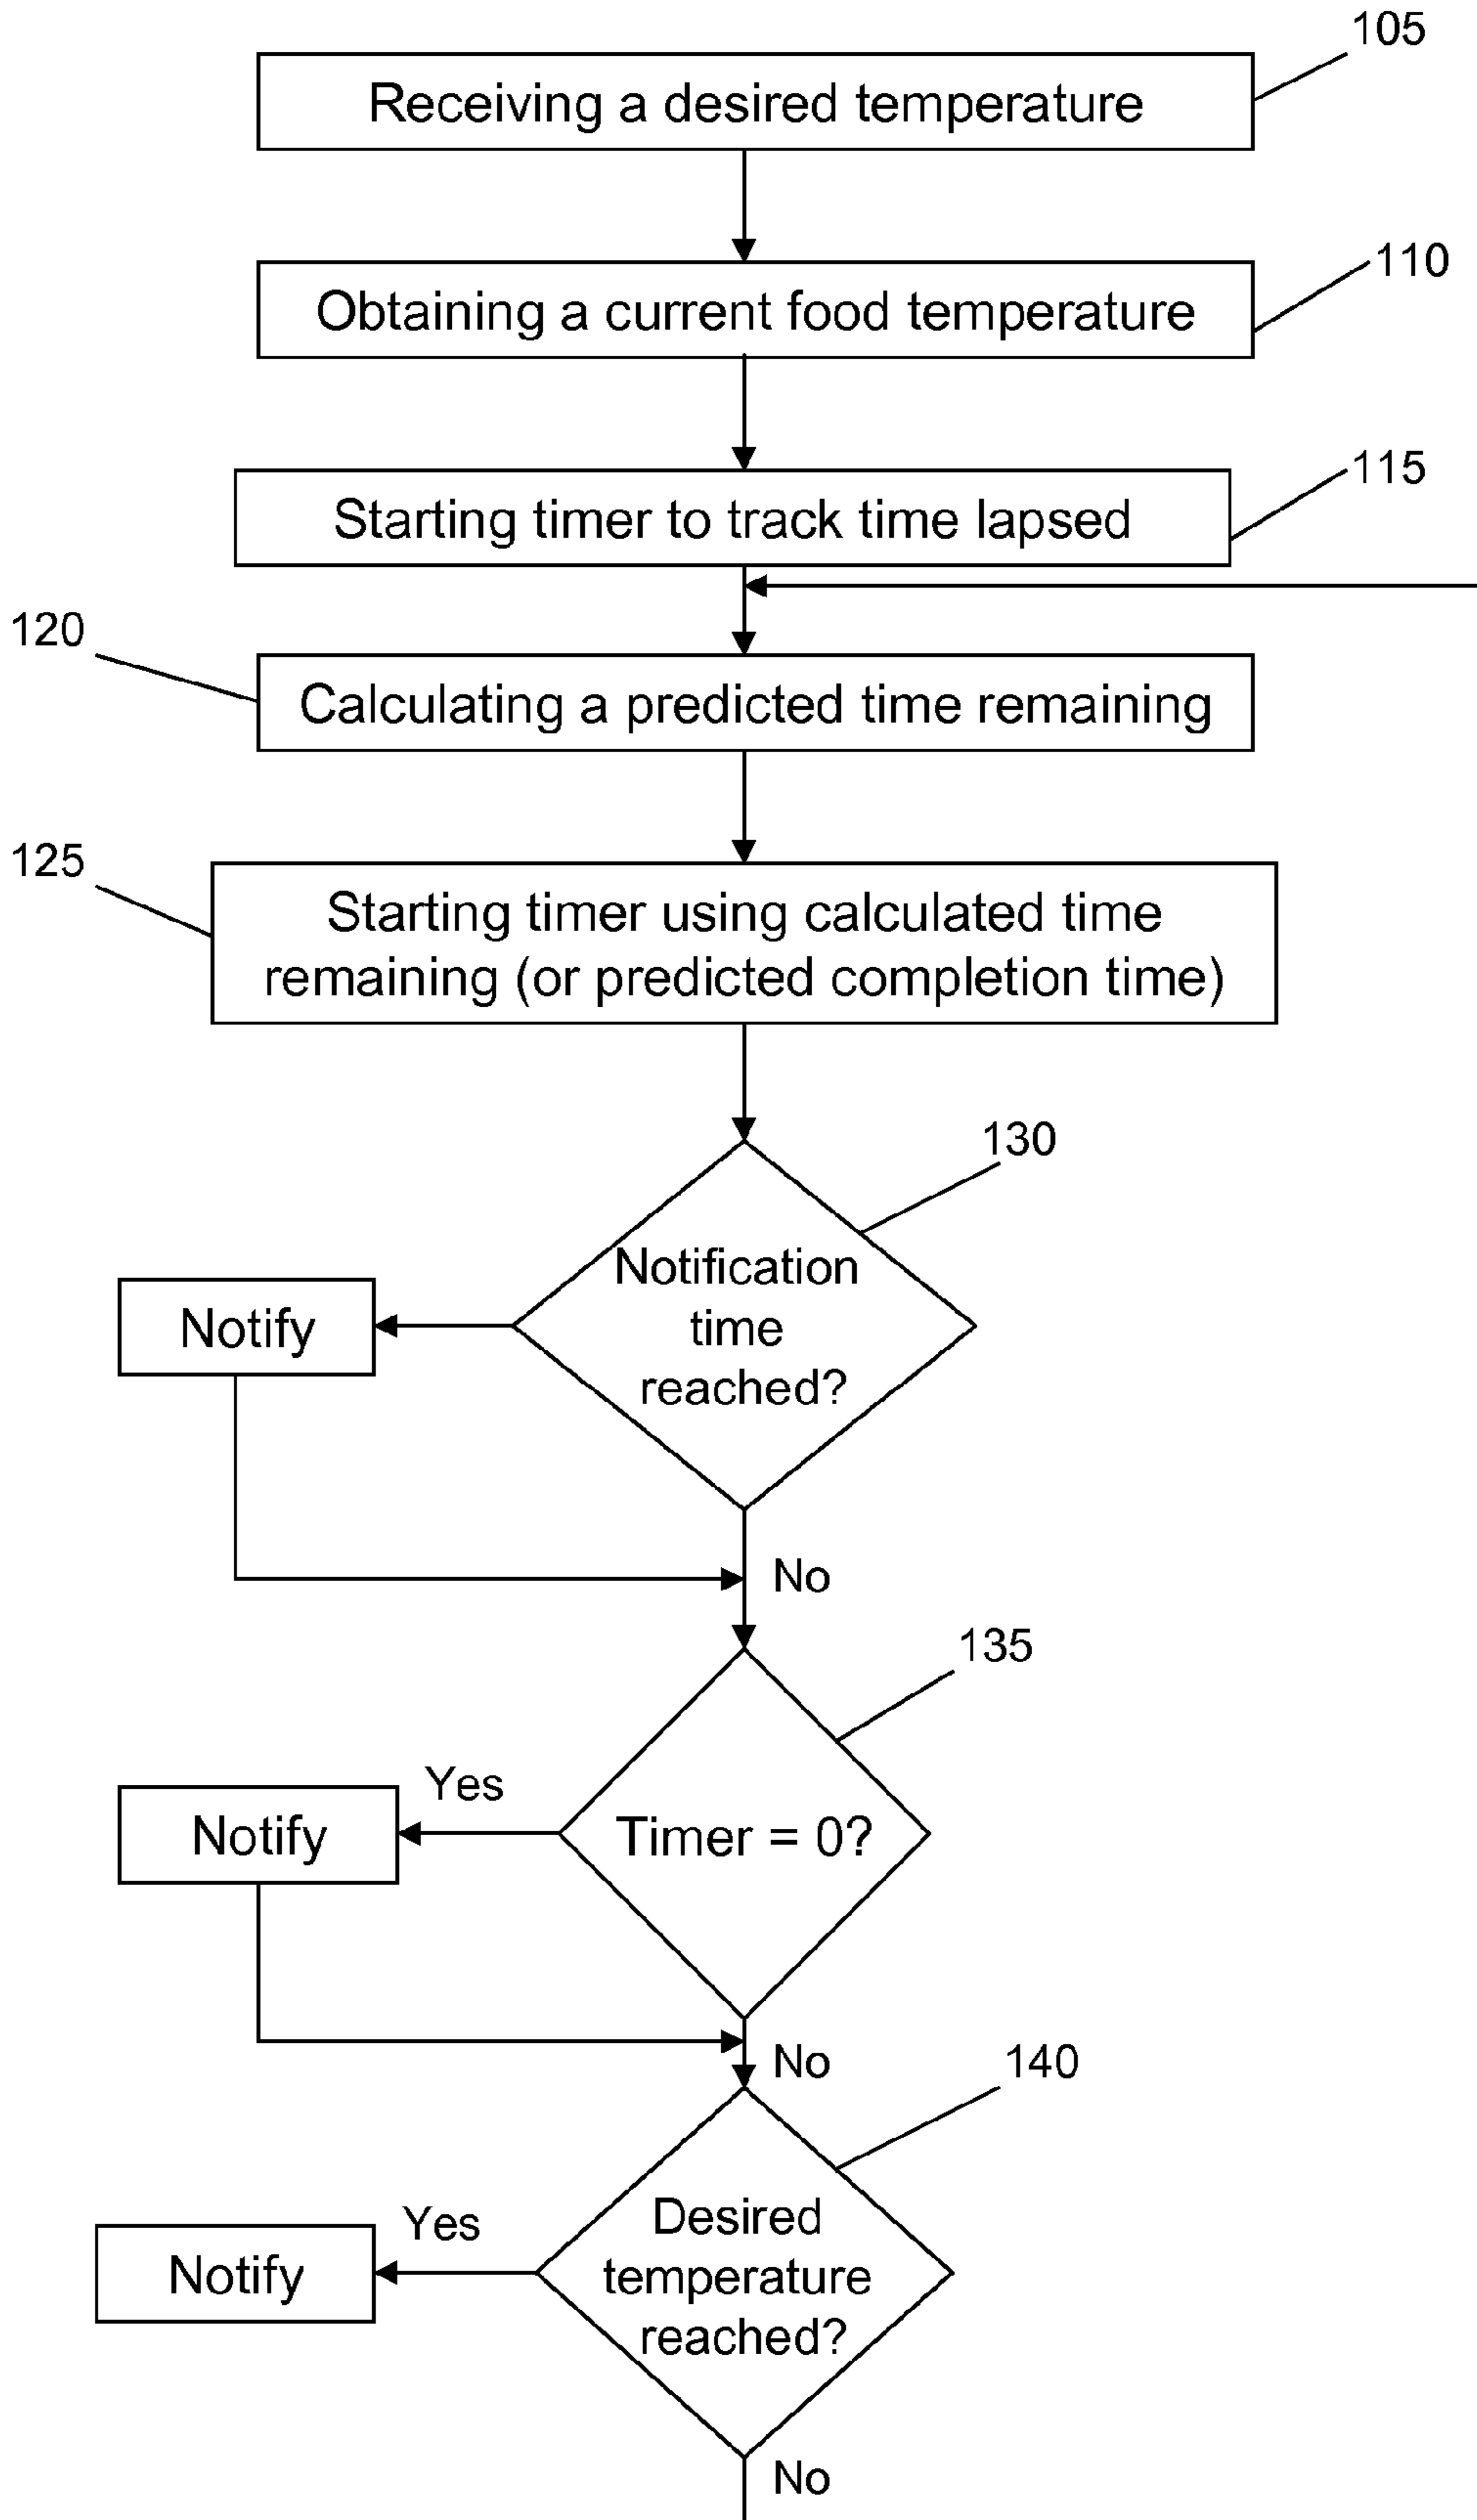 105
Receiving a desired temperature
110
Obtaining a current food temperature
115
Starting timer to track time lapsed
120
Calculating a predicted time remaining
125
Starting timer using calculated time
remaining (or predicted completion time)
130
Notification
time
reached?
Notify
No
135
Yes
Timer = 0?
Notify
No
140
Yes
Desired
temperature
reached?
Notify
No